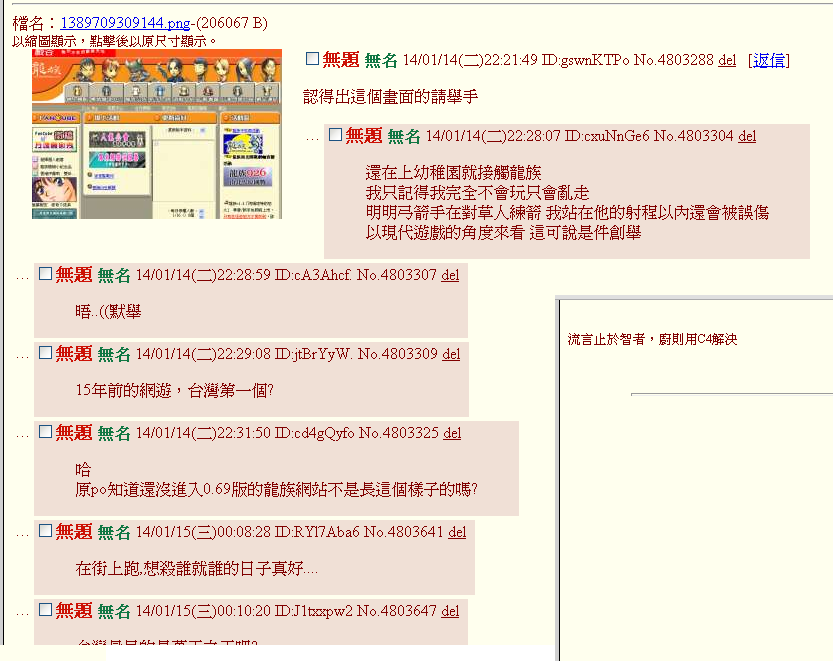 檔名：1389709309144.png-(206067 B)
以縮圖顯示，點擊後以原尺寸顯示。
龍族
FANCUBE
龍族926
無題 無名 14/01/14(二)22:21:49 ID:gswnKTPo No.4803288 del [返信]
認得出這個畫面的請舉手
... 無題 無名 14/01/14(二)22:28:07 ID:cxuNnGe6 No.4803304 del
還在上幼稚園就接觸龍族
我只記得我完全不會玩只會亂走
明明弓箭手在對草人練箭 我站在他的射程以內還會被誤傷
以現代遊戲的角度來看 這可說是件創舉
... 無題 無名 14/01/14(二)22:28:59 ID:cA3Ahcf. No.4803307 del
唔..((默舉
... 無題 無名 14/01/14(二)22:29:08 ID:jtBrYyW. No.4803309 del
15年前的網遊，台灣第一個?
... 無題 無名 14/01/14(二)22:31:50 ID:cd4gQyfo No.4803325 del
哈
原po知道還沒進入0.69版的龍族網站不是長這個樣子的嗎?
... 無題 無名 14/01/15(三)00:08:28 ID:RYl7Aba6 No.4803641 del
在街上跑,想殺誰就誰的日子真好....
... 無題 無名 14/01/15(三)00:10:20 ID:J1txxpw2 No.4803647 del
流言止於智者，廚則用C4解決